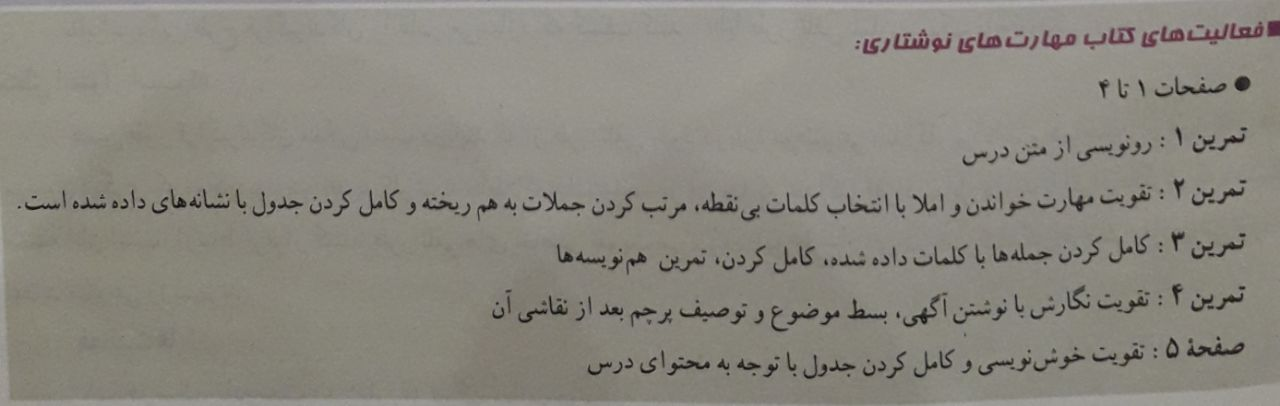 ■ فعالیت‌های کتاب مهارت‌های نوشتاری:
● صفحات ۱ تا ۴
تمرین ۱ : رونویسی از متن درس
تمرین ۲ : تقویت مهارت خواندن و املا با انتخاب کلمات بی‌نقطه، مرتب کردن جملات به هم ریخته و کامل کردن جدول با نشانه‌های داده شده است.
تمرین ۳ : کامل کردن جمله‌ها با کلمات داده شده، کامل کردن، تمرین هم‌نویسه‌ها
تمرین ۴ : تقویت نگارش با نوشتن آگهی، بسط موضوع و توصیف پرچم بعد از نقاشی آن
صفحهٔ ۵ : تقویت خوش‌نویسی و کامل کردن جدول با توجه به محتوای درس